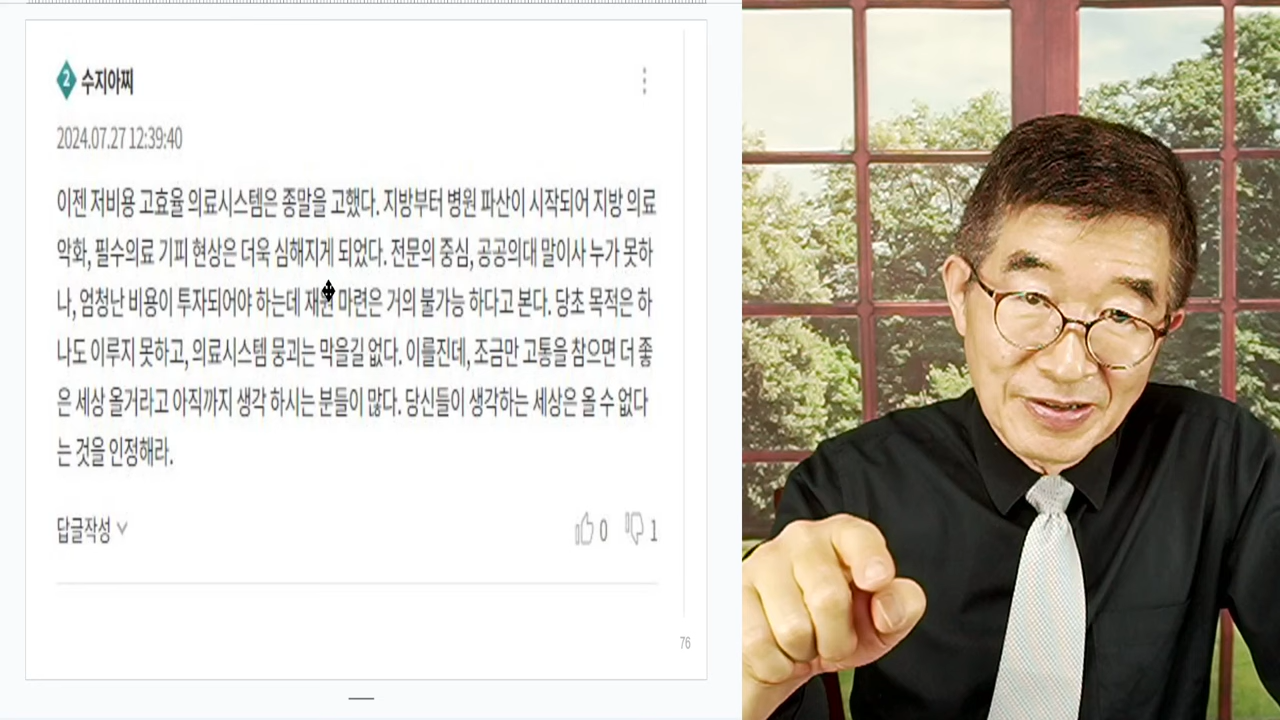 2 수지아찌
2024.07.27 12:39:40
이젠 저비용 고효율 의료시스템은 종말을 고했다. 지방부터 병원 파산이 시작되어 지방 의료
악화, 필수의료 기피 현상은 더욱 심해지게 되었다. 전문의 중심, 공공의대 말이사 누가 못하
나, 엄청난 비용이 투자되어야 하는데 재원 마련은 거의 불가능 하다고 본다. 당초 목적은 하
나도 이루지 못하고, 의료시스템 뭉괴는 막을길 없다. 이를진데, 조금만 고통을 참으면 더 좋
은 세상 올거라고 아직까지 생각 하시는 분들이 많다. 당신들이 생각하는 세상은 올 수 없다
는 것을 인정해라.
답글작성 0 1
76